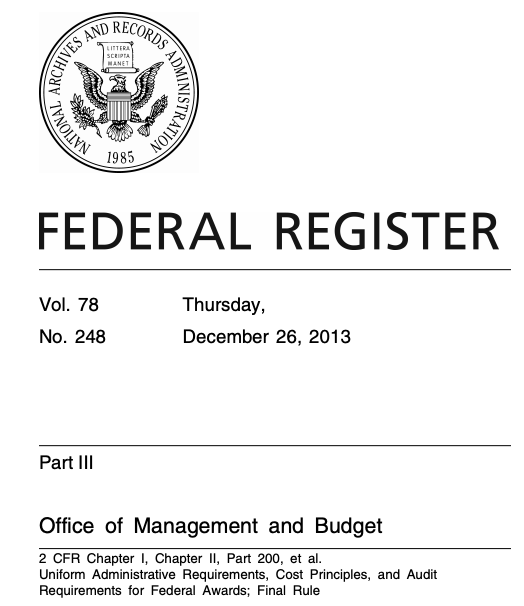 NATIONAL ARCHIVES AND RECORDS ADMINISTRATION
LITTERA
SCRIPTA
MANET
1985
FEDERAL REGISTER
Vol. 78 Thursday,
No. 248 December 26, 2013
Part III
Office of Management and Budget
2 CFR Chapter I, Chapter II, Part 200, et al.
Uniform Administrative Requirements, Cost Principles, and Audit
Requirements for Federal Awards; Final Rule